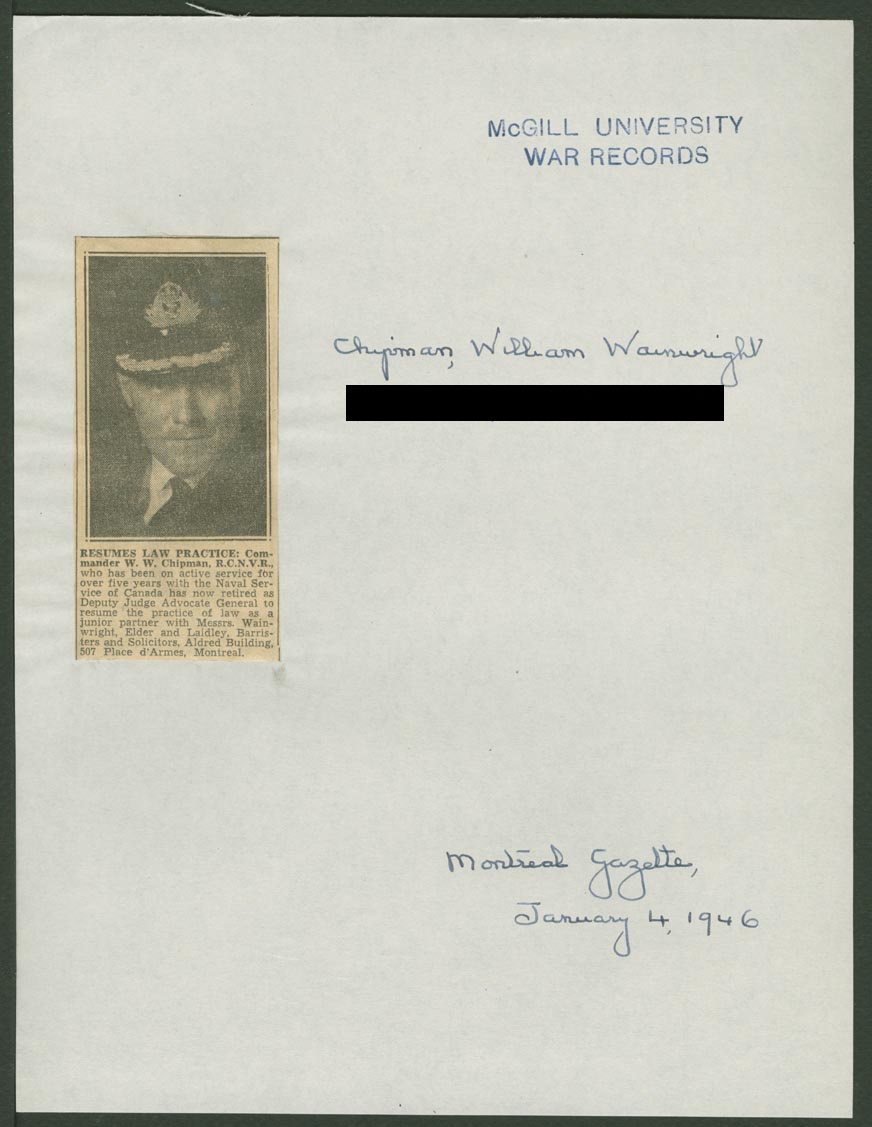 McGILL UNIVERSITY
WAR RECORDS
Chipman, William Wainwright
RESUMES LAW PRACTICE: Com-
mander W. W. Chipman, R.C.N.V.R.,
who has been on active service for
over five years with the Naval Ser-
vice of Canada has now retired as
Deputy Judge Advocate General to
resume the practice of law as a
junior partner with Messrs. Wain-
wright, Elder and Laidley, Barris-
ters and Solicitors, Aldred Building,
507 Place d'Armes, Montreal.
Montreal Gazette,
January 4, 1946